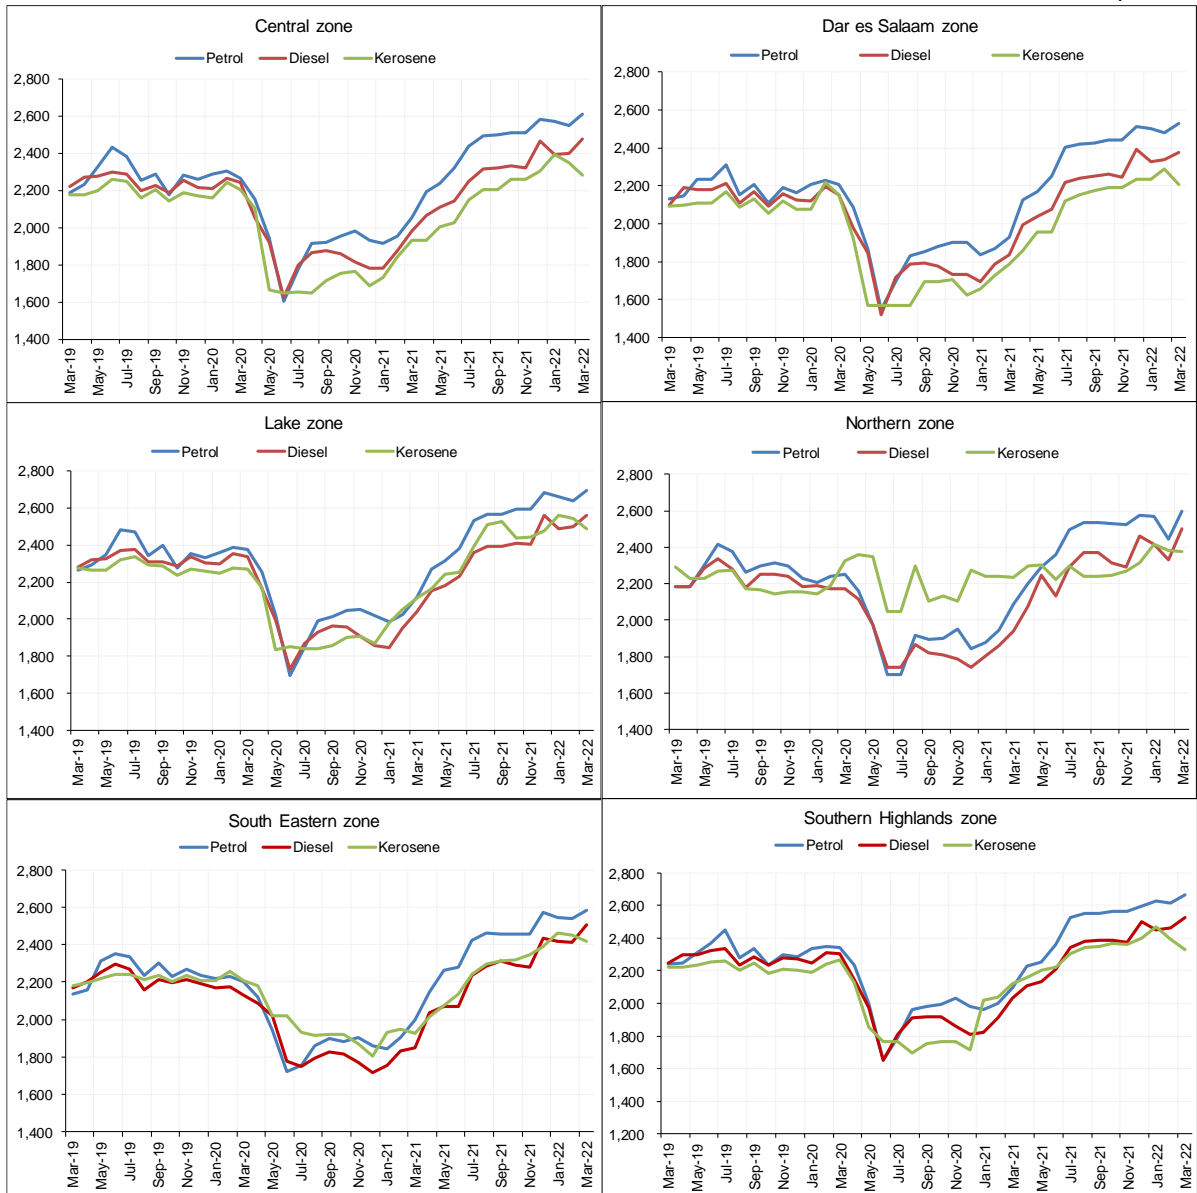 Central zone
Petrol Diesel Kerosene
2,800
2,600
2,400
2,200
2,000
1,800
1,600
1,400
Mar-19 May-19 Jul-19 Sep-19 Nov-19 Jan-20 Mar-20 May-20 Jul-20 Sep-20 Nov-20 Jan-21 Mar-21 May-21 Jul-21 Sep-21 Nov-21 Jan-22 Mar-22
Dar es Salaam zone
Petrol Diesel Kerosene
2,800
2,600
2,400
2,200
2,000
1,800
1,600
1,400
Mar-19 May-19 Jul-19 Sep-19 Nov-19 Jan-20 Mar-20 May-20 Jul-20 Sep-20 Nov-20 Jan-21 Mar-21 May-21 Jul-21 Sep-21 Nov-21 Jan-22 Mar-22
Lake zone
Petrol Diesel Kerosene
2,800
2,600
2,400
2,200
2,000
1,800
1,600
1,400
Mar-19 May-19 Jul-19 Sep-19 Nov-19 Jan-20 Mar-20 May-20 Jul-20 Sep-20 Nov-20 Jan-21 Mar-21 May-21 Jul-21 Sep-21 Nov-21 Jan-22 Mar-22
Northern zone
Petrol Diesel Kerosene
2,800
2,600
2,400
2,200
2,000
1,800
1,600
1,400
Mar-19 May-19 Jul-19 Sep-19 Nov-19 Jan-20 Mar-20 May-20 Jul-20 Sep-20 Nov-20 Jan-21 Mar-21 May-21 Jul-21 Sep-21 Nov-21 Jan-22 Mar-22
South Eastern zone
Petrol Diesel Kerosene
2,800
2,600
2,400
2,200
2,000
1,800
1,600
1,400
Mar-19 May-19 Jul-19 Sep-19 Nov-19 Jan-20 Mar-20 May-20 Jul-20 Sep-20 Nov-20 Jan-21 Mar-21 May-21 Jul-21 Sep-21 Nov-21 Jan-22 Mar-22
Southern Highlands zone
Petrol Diesel Kerosene
2,800
2,600
2,400
2,200
2,000
1,800
1,600
1,400
1,200
Mar-19 May-19 Jul-19 Sep-19 Nov-19 Jan-20 Mar-20 May-20 Jul-20 Sep-20 Nov-20 Jan-21 Mar-21 May-21 Jul-21 Sep-21 Nov-21 Jan-22 Mar-22